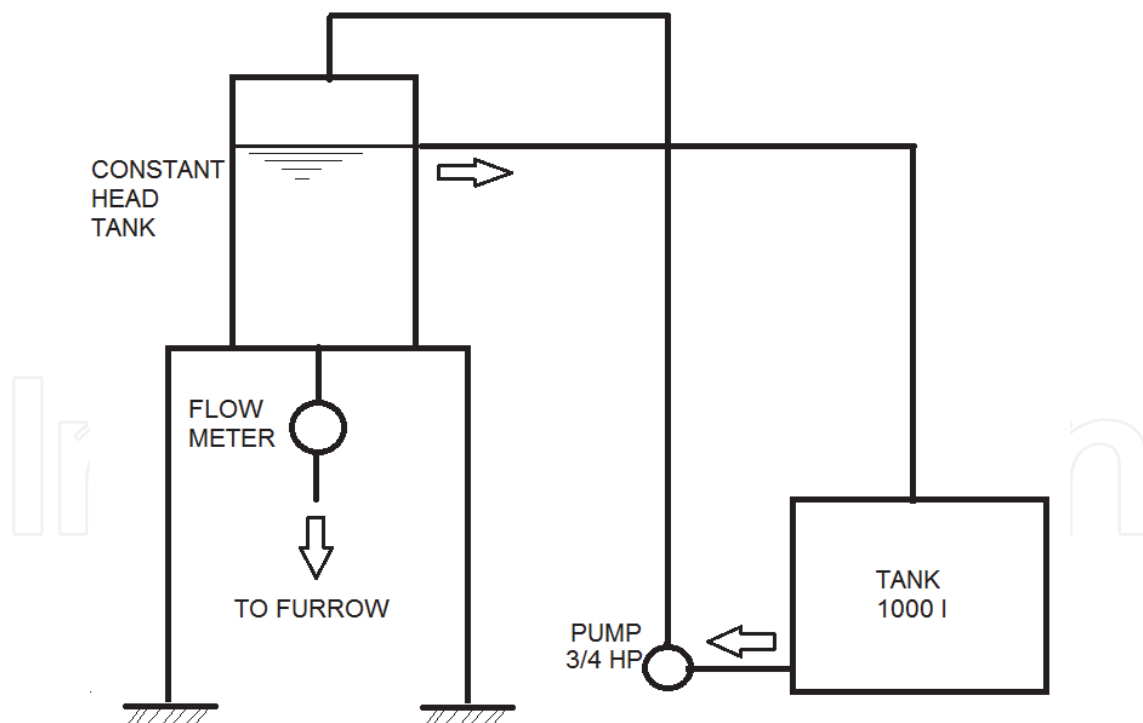 CONSTANT
HEAD
TANK
FLOW
METER
TO FURROW
PUMP
3/4 HP
TANK
1000 l